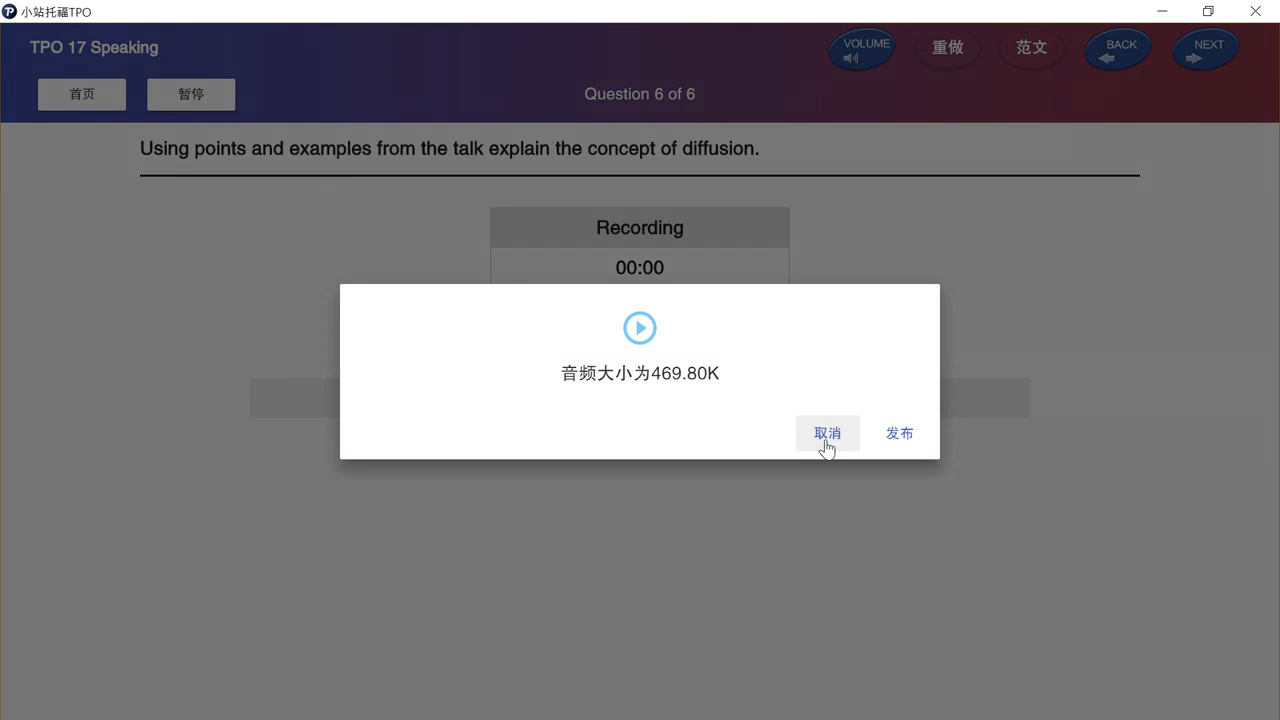 小站托福TPO
TPO 17 Speaking
VOLUME
重做
范文
BACK
NEXT
首页
暂停
Question 6 of 6
Using points and examples from the talk explain the concept of diffusion.
Recording
00:00
音频大小为469.80K
取消
发布